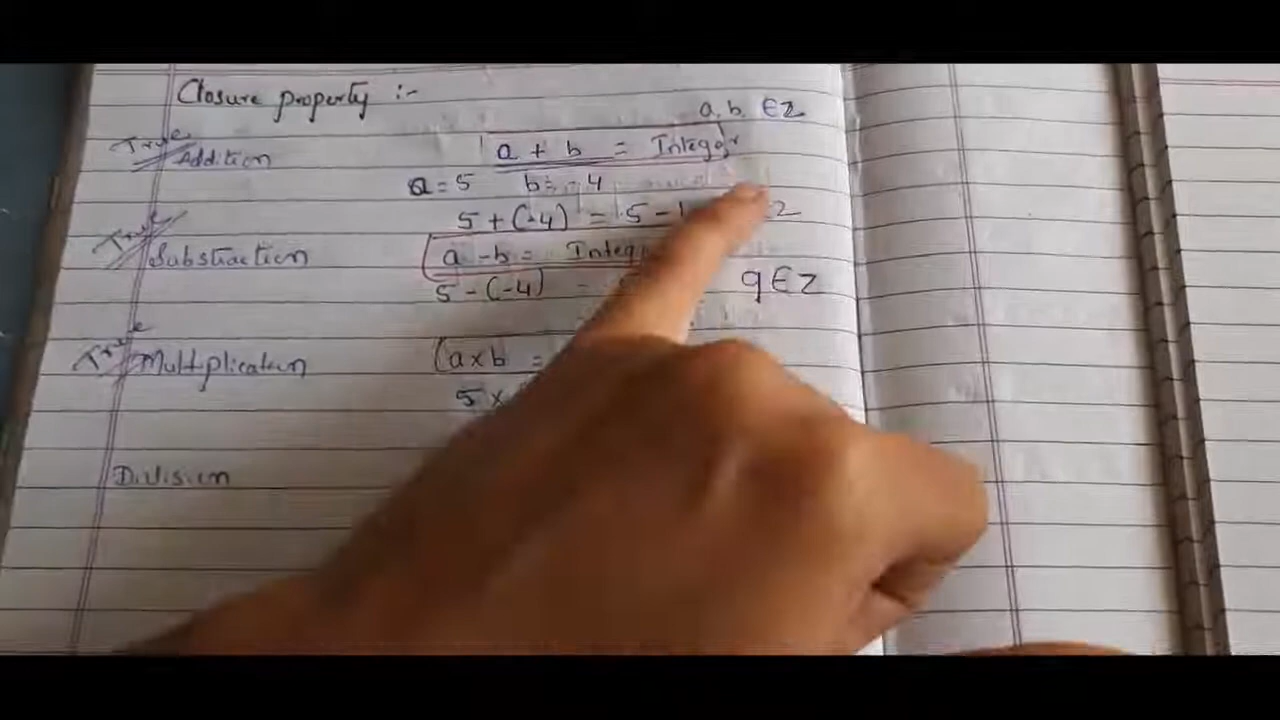 Closure property :-
a, b, ∈ Z
True
Addition a + b = Integer
a = 5 b = -4
5 + (-4) = 5 - Z
True
Substraction a - b =
5 - (-4) = 9 ∈ Z
True
Multiplication (a x b =
5 x
Division